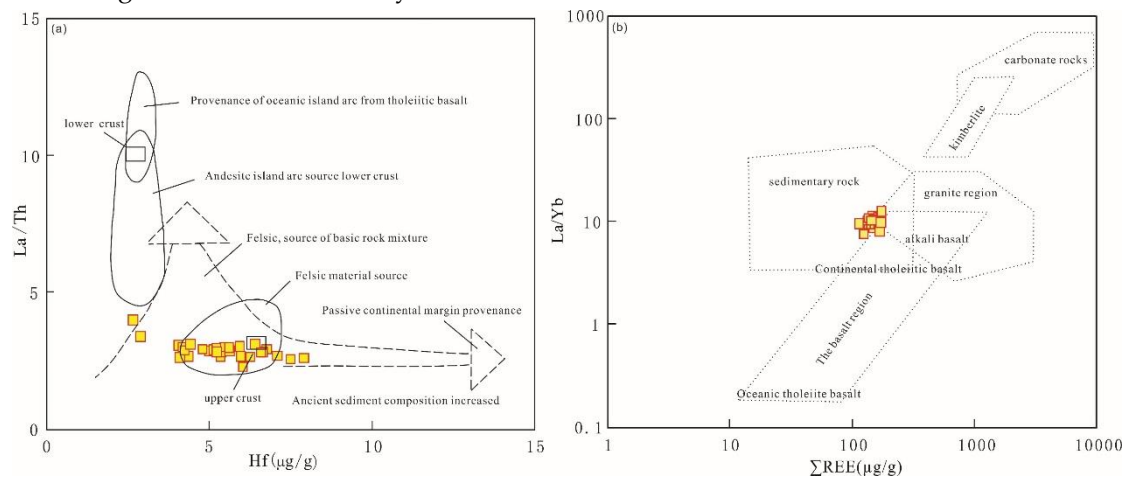 15
(a)
Provenance of oceanic island arc from tholeiitic basalt
lower crust
10
Andesite island arc source lower crust
La/Th
Felsic, source of basic rock mixture
Felsic material source
5
Passive continental margin provenance
upper crust
Ancient sediment composition increased
0
0
5
10
15
Hf(μg/g)
1000
(b)
carbonate rocks
100
kimberlite
sedimentary rock
granite region
La/Yb
10
alkali basalt
Continental tholeiitic basalt
1
The basalt region
Oceanic tholeiite basalt
0.1
1
10
100
1000
10000
∑REE(μg/g)